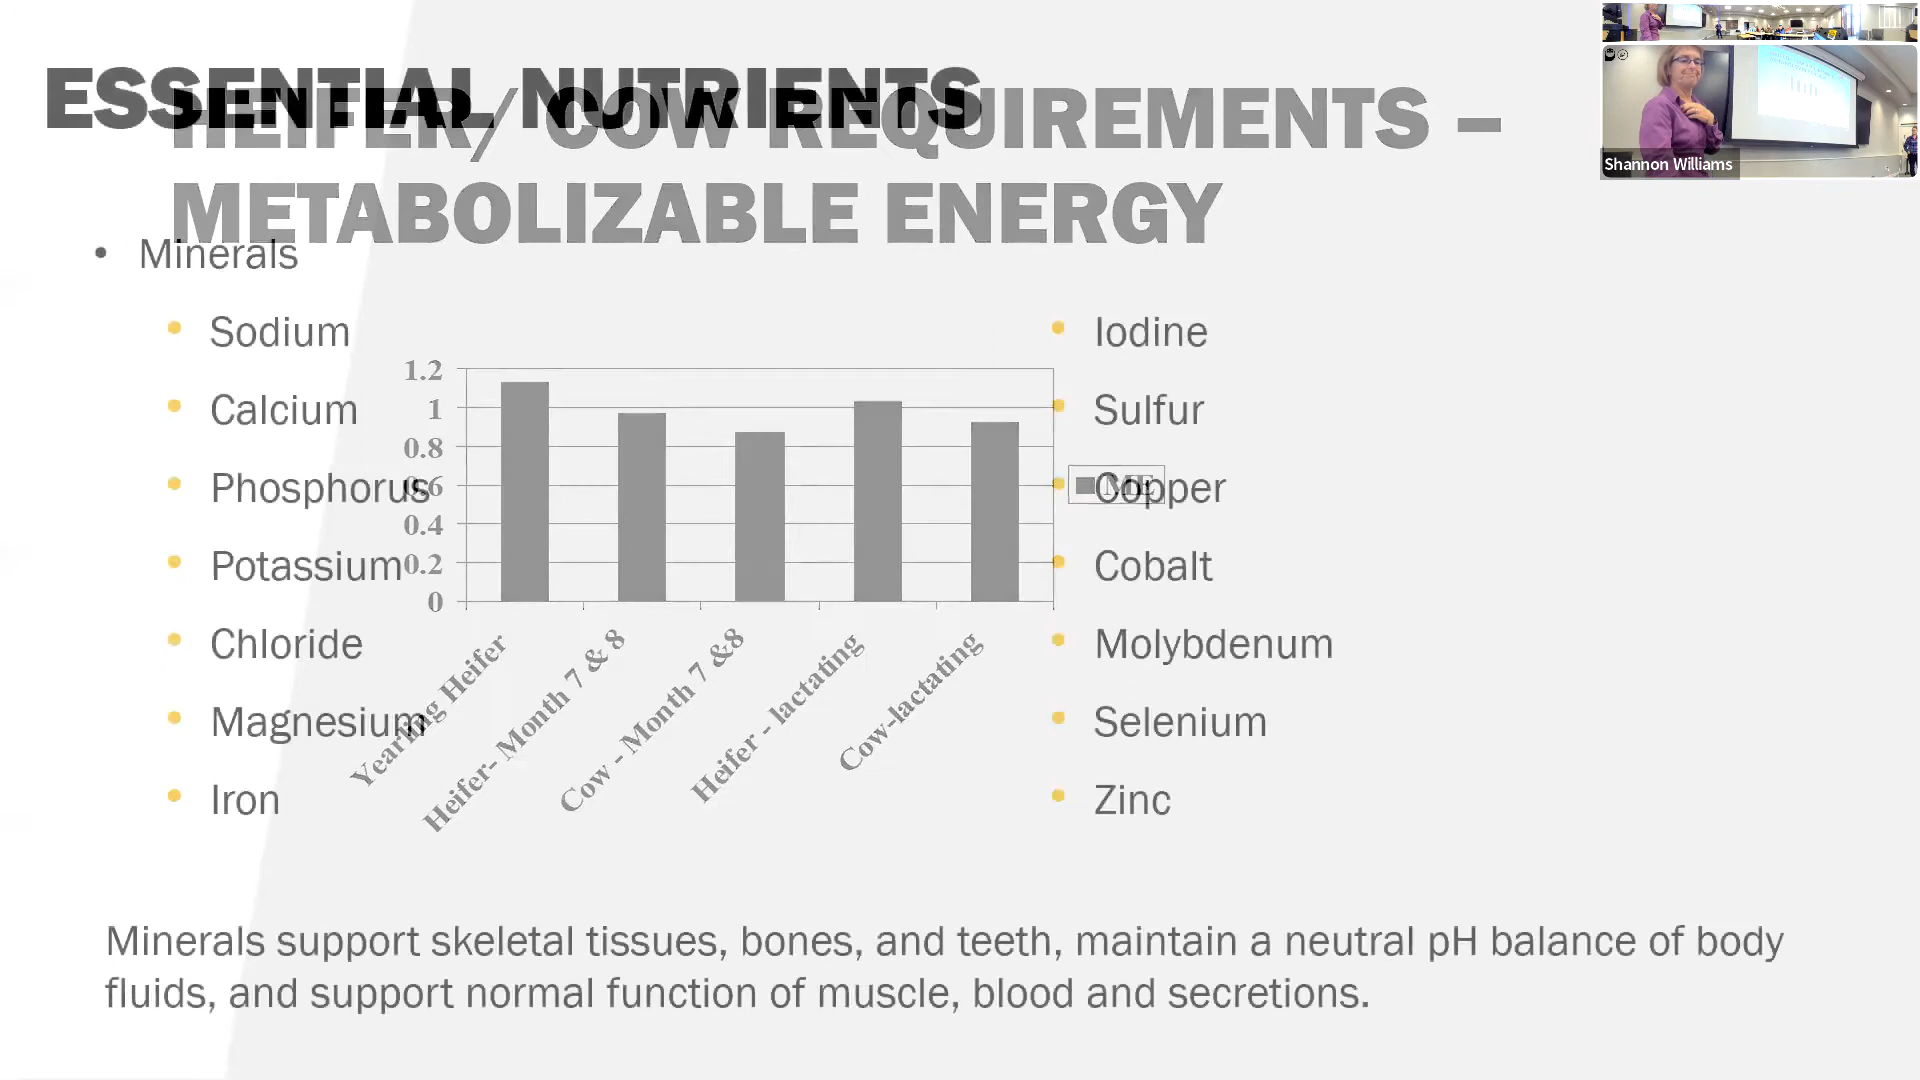 ESSENTIAL NUTRIENTS
HEIFER/ COW REQUIREMENTS –
METABOLIZABLE ENERGY
Shannon Williams
• Minerals
• Sodium
• Calcium
• Phosphorus
• Potassium
• Chloride
• Magnesium
• Iron
• Iodine
• Sulfur
• Copper
• Cobalt
• Molybdenum
• Selenium
• Zinc
1.2
1
0.8
0.6
0.4
0.2
0
Yearling Heifer
Heifer- Month 7 & 8
Cow - Month 7 &8
Heifer - lactating
Cow-lactating
ME
Minerals support skeletal tissues, bones, and teeth, maintain a neutral pH balance of body
fluids, and support normal function of muscle, blood and secretions.